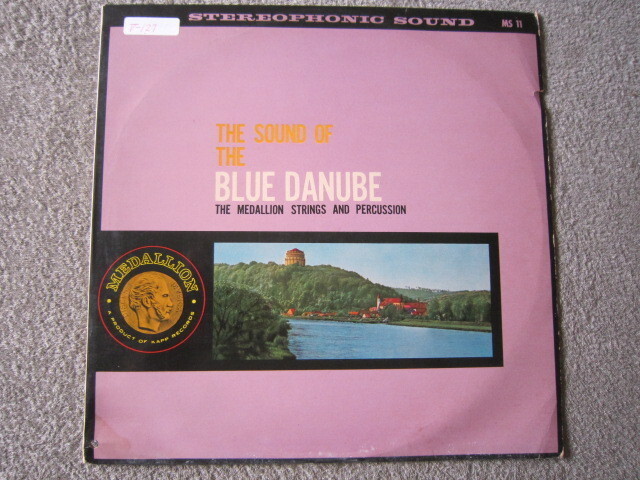 STEREOPHONIC SOUND
MS 11
THE SOUND OF
THE
BLUE DANUBE
THE MEDALLION STRINGS AND PERCUSSION
MEDALLION
A PRODUCT OF KAPP RECORDS